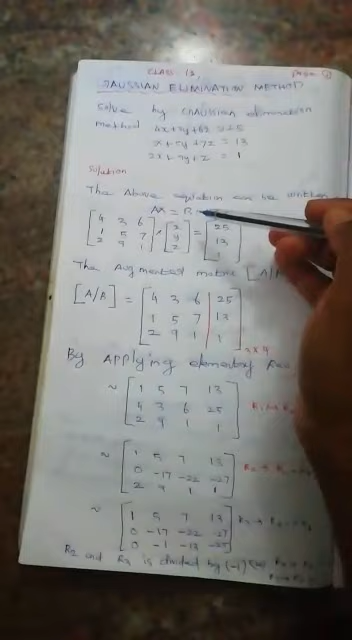 CLASS: 12, Page ①
GAUSSIAN ELIMINATION METHOD
Solve by GAUSSIAN elimination
method 4x+3y+6z = 25
x+5y+7z = 13
2x+9y+z = 1
Solution
The Above equation can be written
AX = B
[4 3 6] [x] = [25]
[1 5 7] [y] [13]
[2 9 1] [z] [1]
The Augmented matrix [A/B]
[A/B] = [4 3 6 | 25]
[1 5 7 | 13]
[2 9 1 | 1] 3x4
By Applying elementary
~ [1 5 7 13]
[4 3 6 25] R₁↔
[2 9 1 1]
~ [1 5 7 13]
[0 -17 -22 -27] R₂→
[2 9 1 1]
~ [1 5 7 13]
[0 -17 -22 -27] R₃→
[0 -1 -13 -25]
R₂ and R₃ is divided by (-1)